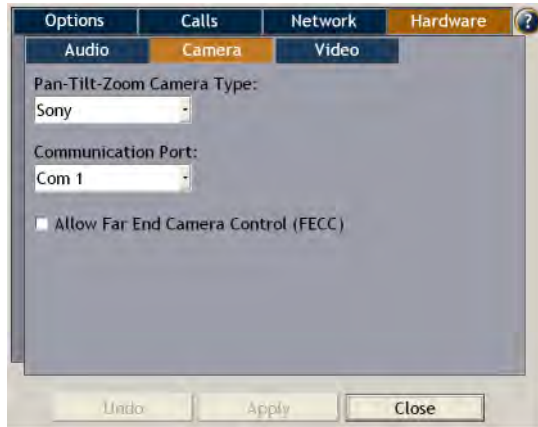 Options Calls Network Hardware ?
Audio Camera Video
Pan-Tilt-Zoom Camera Type:
Sony
Communication Port:
Com 1
Allow Far End Camera Control (FECC)
Undo Apply Close